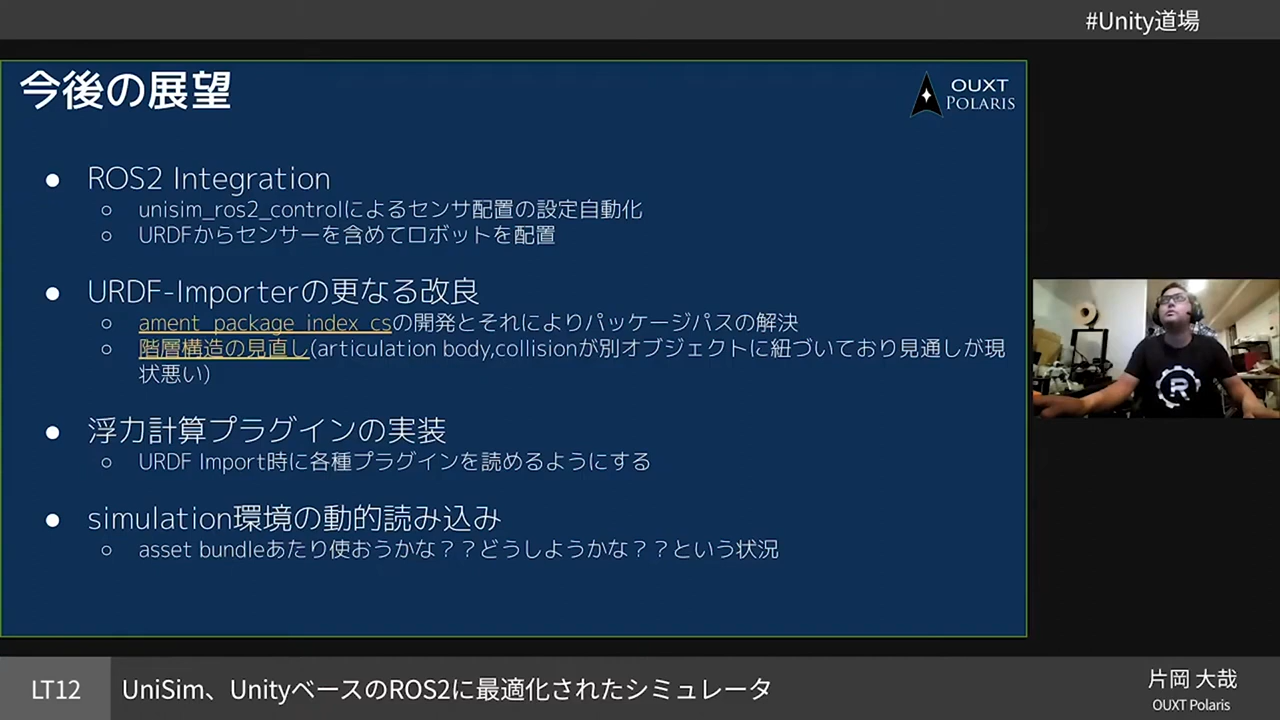 #Unity道場
今後の展望
OUXT
POLARIS
● ROS2 Integration
○ unisim_ros2_controlによるセンサ配置の設定自動化
○ URDFからセンサーを含めてロボットを配置
● URDF-Importerの更なる改良
○ ament_package_index_csの開発とそれによりパッケージパスの解決
○ 階層構造の見直し(articulation body,collisionが別オブジェクトに紐づいており見通しが現
状悪い)
● 浮力計算プラグインの実装
○ URDF Import時に各種プラグインを読めるようにする
● simulation環境の動的読み込み
○ asset bundleあたり使おうかな？？どうしようかな？？という状況
R
LT12
UniSim、UnityベースのROS2に最適化されたシミュレータ
片岡 大哉
OUXT Polaris